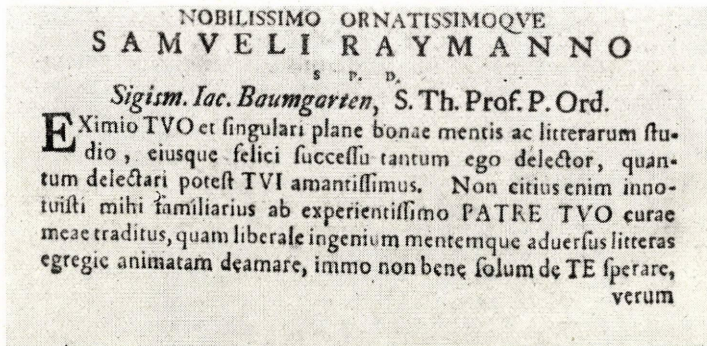 NOBILISSIMO ORNATISSIMOQVE
SAMVELI RAYMANNO
S P. D.
Sigism. Iac. Baumgarten, S. Th. Prof. P. Ord.
EXimio TVO et ſingulari plane bonae mentis ac litterarum ſtu-
dio, eiusque felici ſucceſſu tantum ego delector, quan-
tum delectari poteſt TVI amantiſſimus. Non citius enim inno-
tuiſti mihi familiarius ab experientiſſimo PATRE TVO curae
meae traditus, quam liberale ingenium mentemque aduerſus litteras
egregie animatam deamare, immo non bene ſolum de TE ſperare,
verum